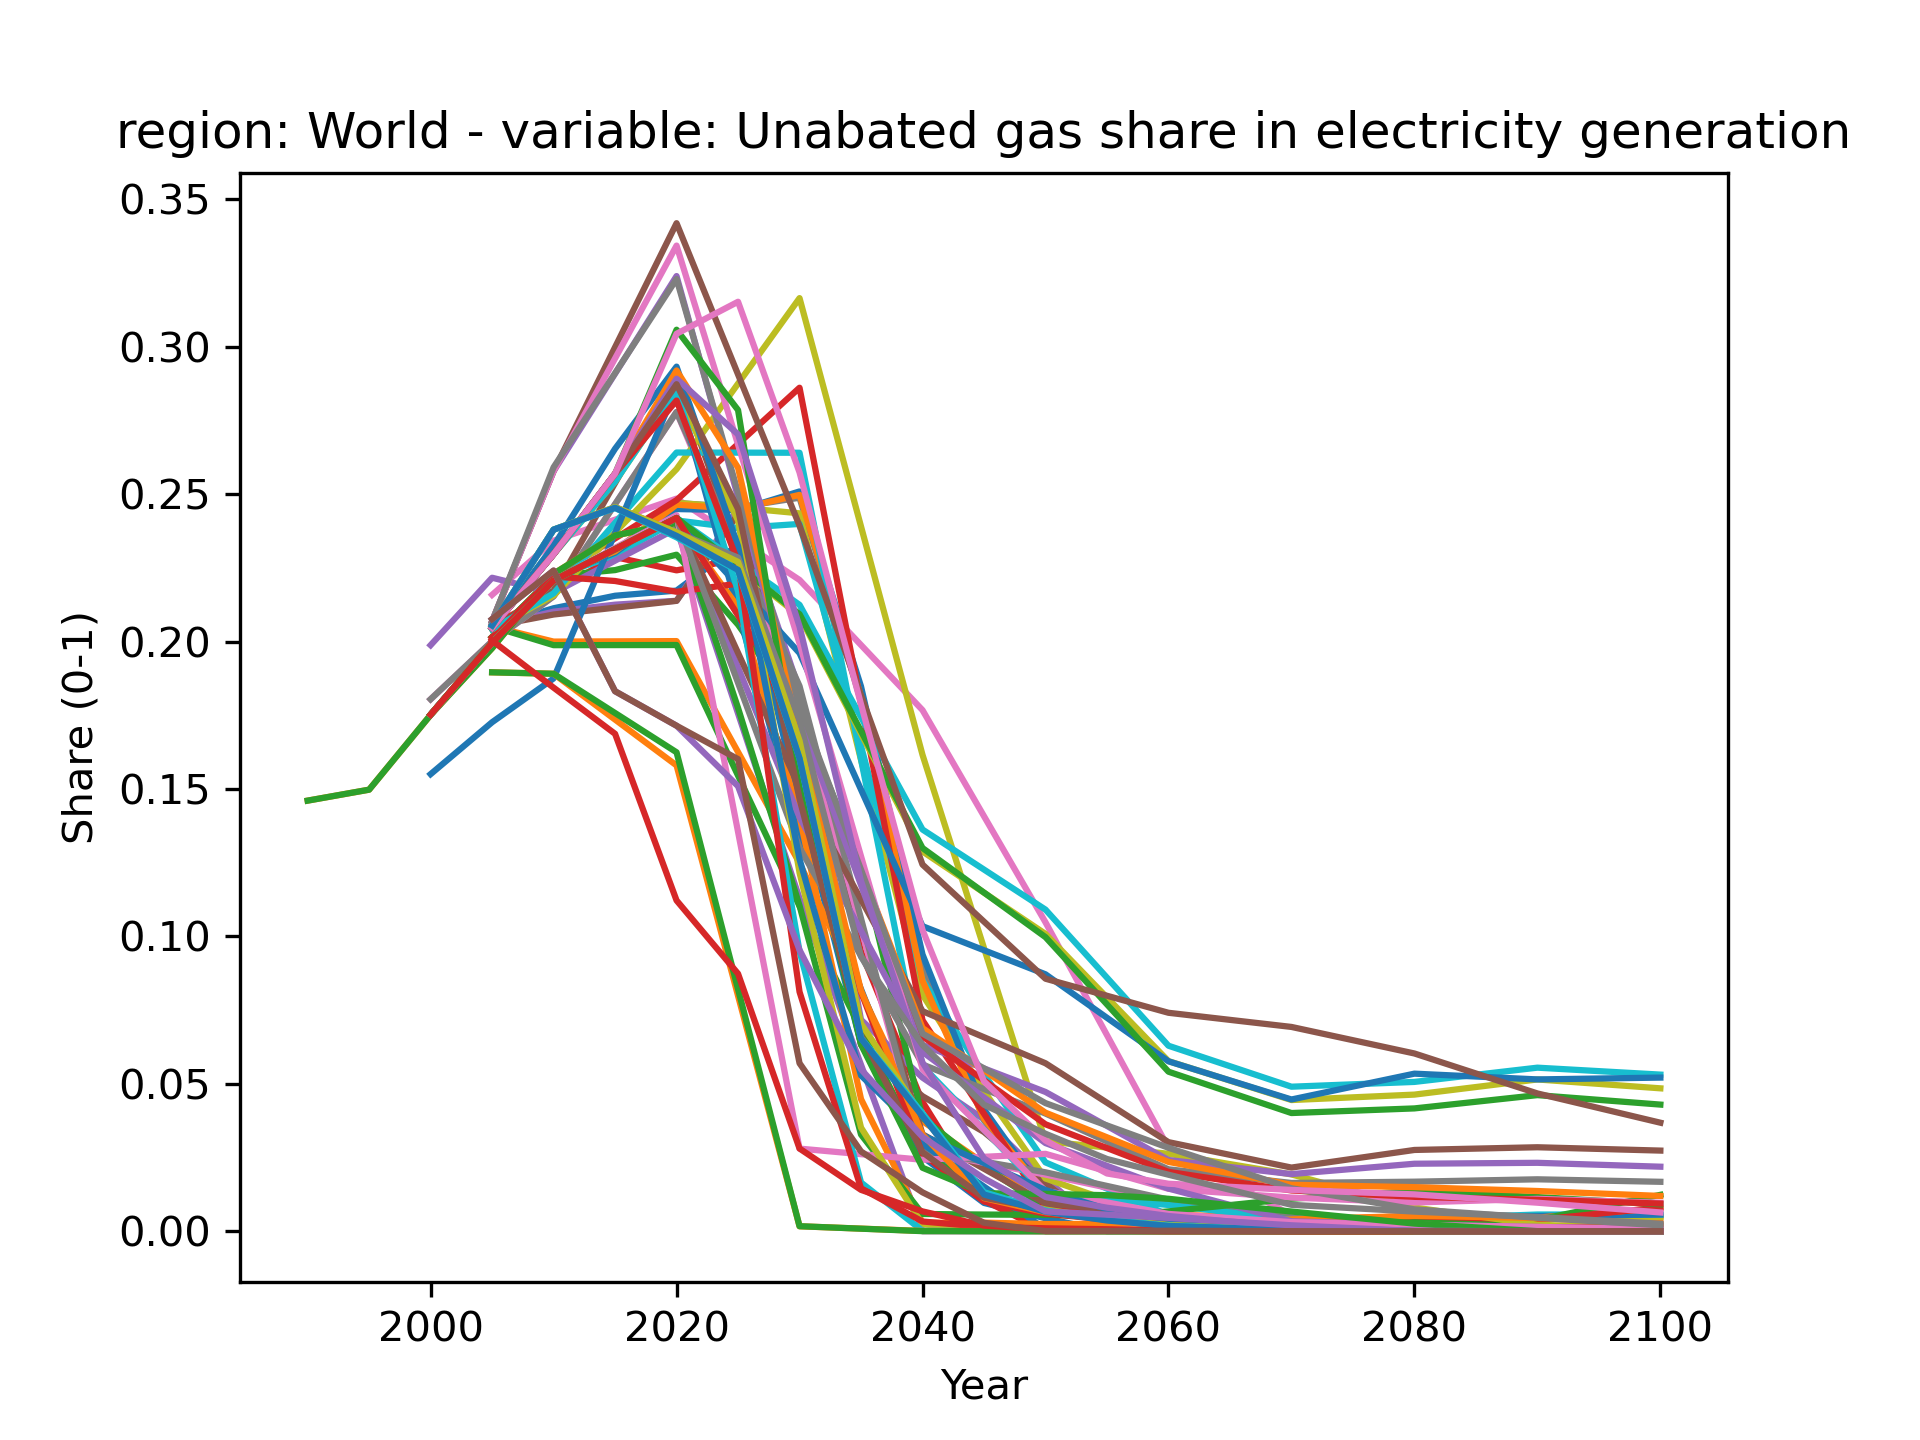 region: World - variable: Unabated gas share in electricity generation
0.35
0.30
0.25
0.20
0.15
0.10
0.05
0.00
Share (0-1)
2000 2020 2040 2060 2080 2100
Year